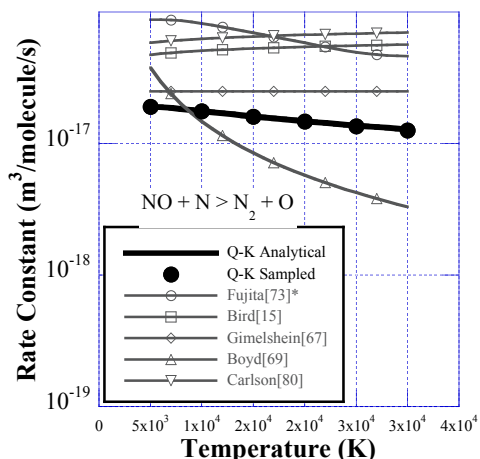 10⁻¹⁷
10⁻¹⁸
10⁻¹⁹
Rate Constant (m³/molecule/s)
NO + N > N₂ + O
Q-K Analytical
Q-K Sampled
Fujita[73]*
Bird[15]
Gimelshein[67]
Boyd[69]
Carlson[80]
0 5x10³ 1x10⁴ 2x10⁴ 2x10⁴ 3x10⁴ 3x10⁴ 4x10⁴
Temperature (K)